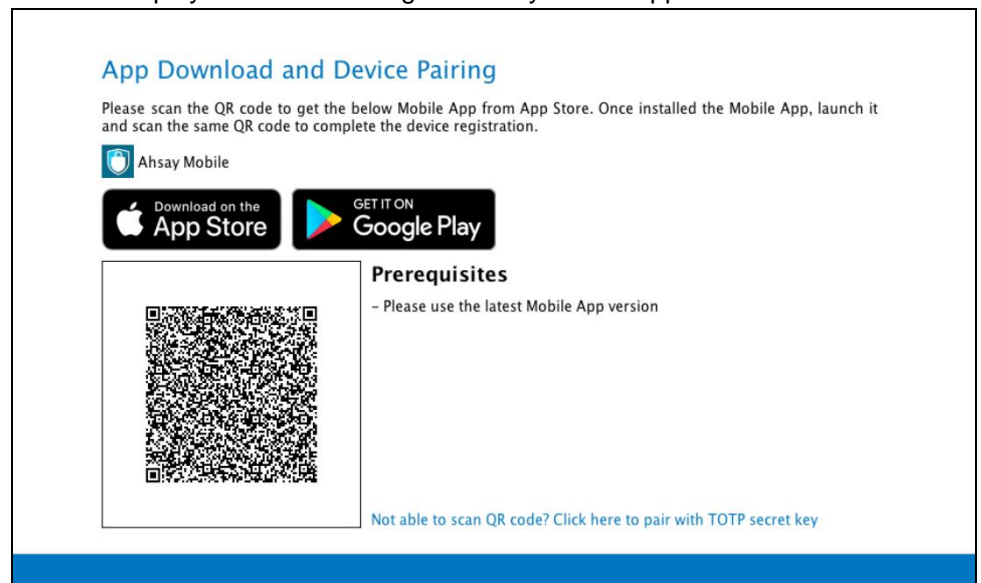 App Download and Device Pairing
Please scan the QR code to get the below Mobile App from App Store. Once installed the Mobile App, launch it
and scan the same QR code to complete the device registration.
Ahsay Mobile
Download on the
App Store
GET IT ON
Google Play
Prerequisites
– Please use the latest Mobile App version
Not able to scan QR code? Click here to pair with TOTP secret key